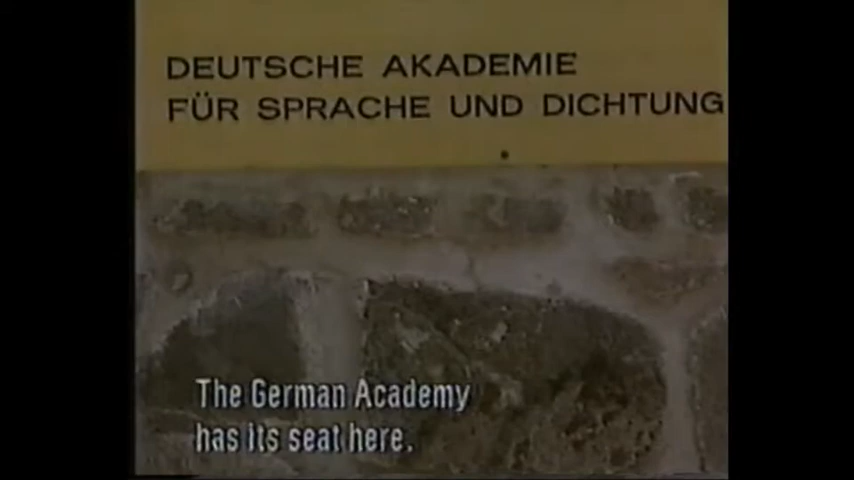 DEUTSCHE AKADEMIE
FÜR SPRACHE UND DICHTUNG
The German Academy
has its seat here.